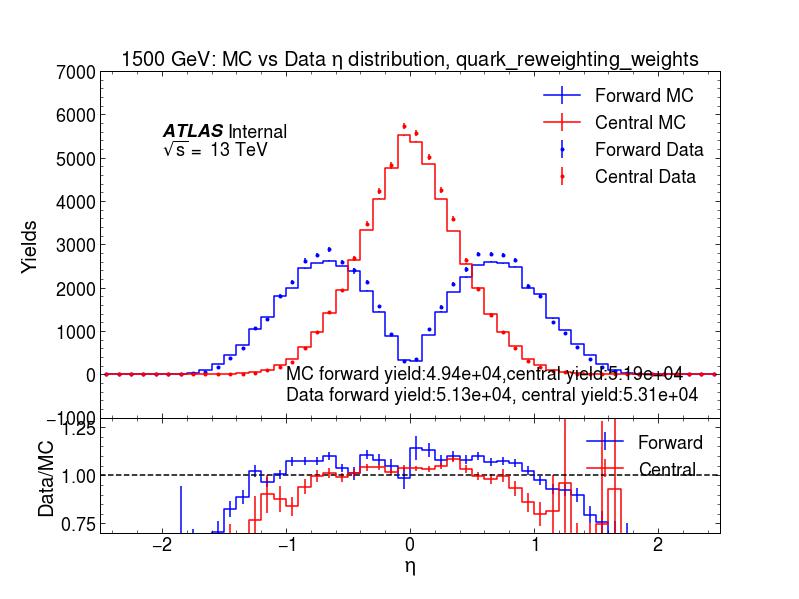 1500 GeV: MC vs Data η distribution, quark_reweighting_weights
7000
6000
5000
4000
3000
2000
1000
0
−1000
Yields
ATLAS Internal
√s = 13 TeV
Forward MC
Central MC
Forward Data
Central Data
MC forward yield:4.94e+04,central yield:5.19e+04
Data forward yield:5.13e+04, central yield:5.31e+04
1.25
1.00
0.75
Data/MC
Forward
Central
−2
−1
0
1
2
η